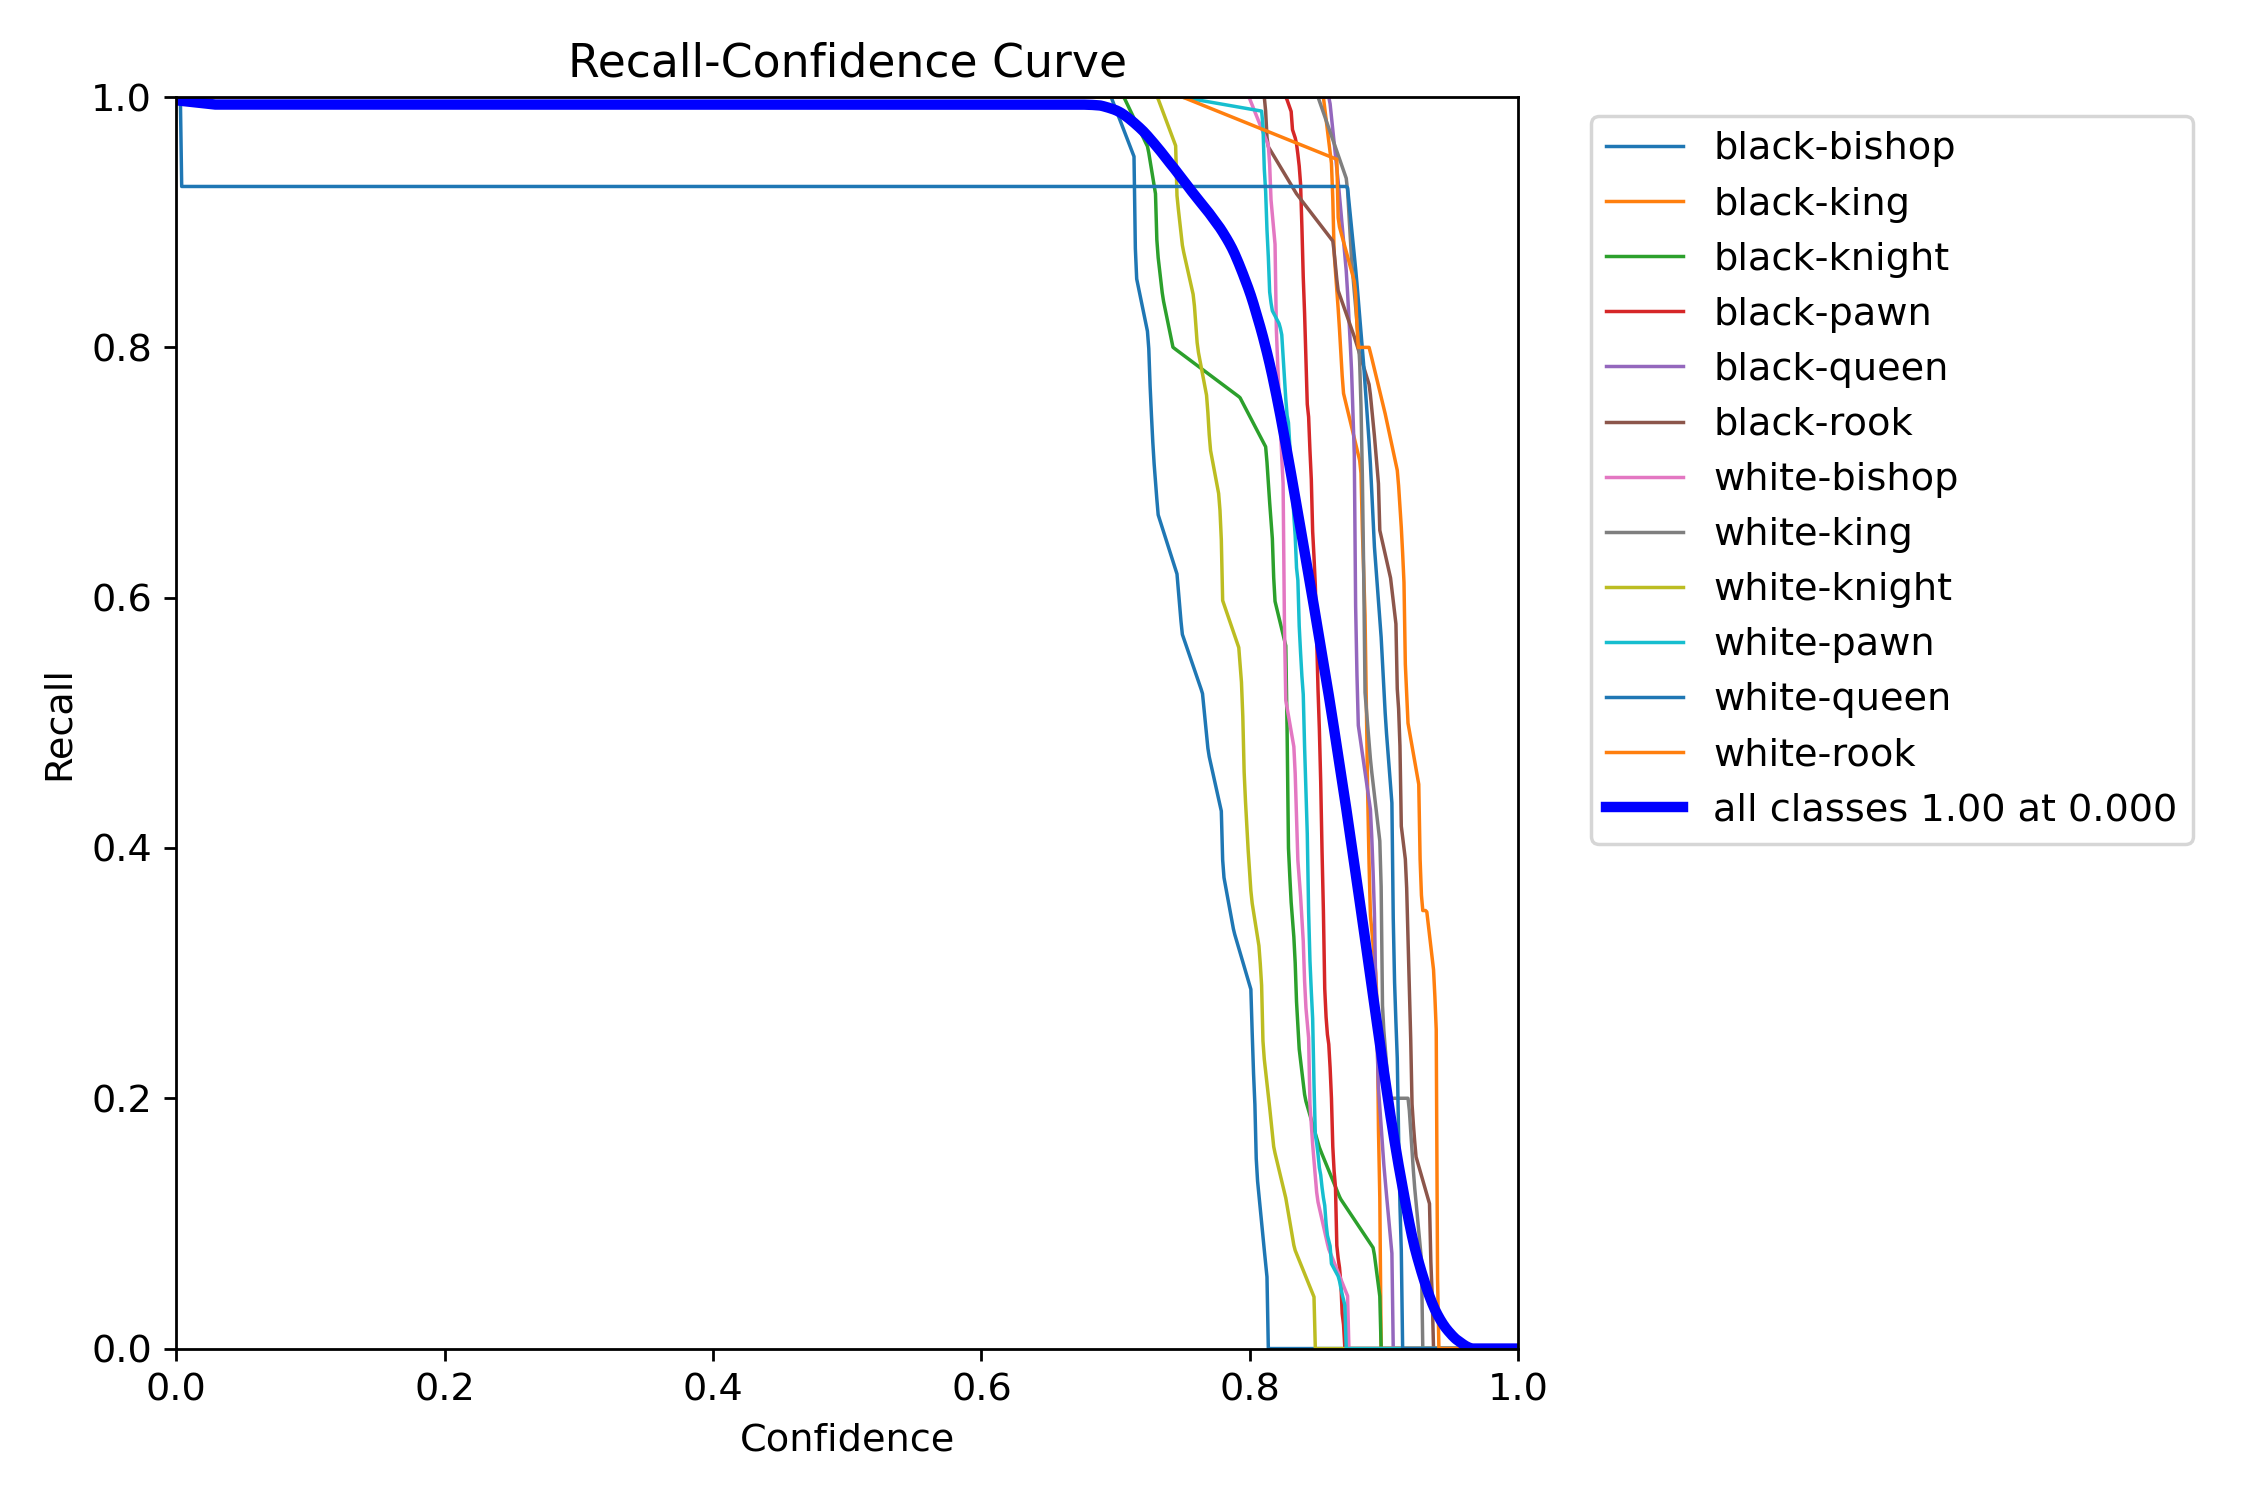 Recall-Confidence Curve
1.0
0.8
0.6
0.4
0.2
0.0
Recall
0.0 0.2 0.4 0.6 0.8 1.0
Confidence
black-bishop
black-king
black-knight
black-pawn
black-queen
black-rook
white-bishop
white-king
white-knight
white-pawn
white-queen
white-rook
all classes 1.00 at 0.000